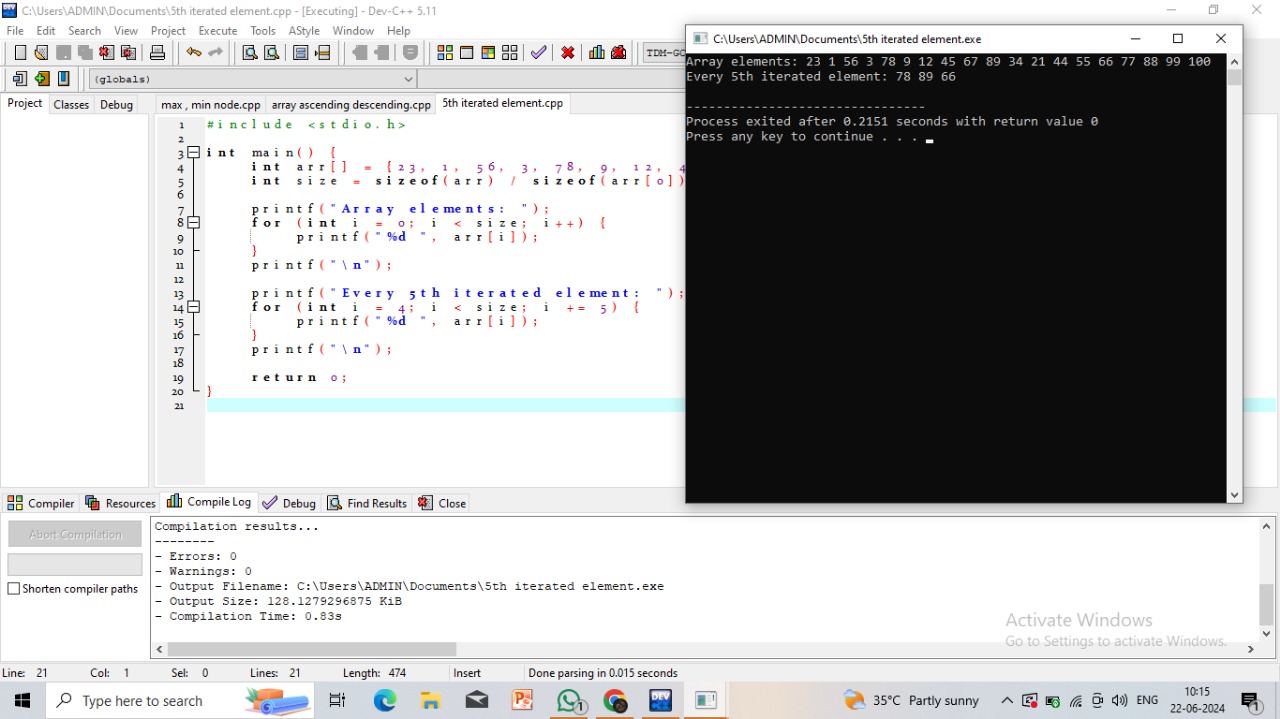 C:\Users\ADMIN\Documents\5th iterated element.cpp - [Executing] - Dev-C++ 5.11
File Edit Search View Project Execute Tools AStyle Window Help
TDM-GC
(globals)
Project Classes Debug
max , min node.cpp array ascending descending.cpp 5th iterated element.cpp
1 #include <stdio.h>
2
3 int main() {
4 int arr[] = {23, 1, 56, 3, 78, 9, 12, 4
5 int size = sizeof(arr) / sizeof(arr[0])
6
7 printf("Array elements: ");
8 for (int i = 0; i < size; i++) {
9 printf("%d ", arr[i]);
10 }
11 printf("\n");
12
13 printf("Every 5th iterated element: ");
14 for (int i = 4; i < size; i += 5) {
15 printf("%d ", arr[i]);
16 }
17 printf("\n");
18
19 return 0;
20 }
21
C:\Users\ADMIN\Documents\5th iterated element.exe
Array elements: 23 1 56 3 78 9 12 45 67 89 34 21 44 55 66 77 88 99 100
Every 5th iterated element: 78 89 66
--------------------------------
Process exited after 0.2151 seconds with return value 0
Press any key to continue . . .
Compiler Resources Compile Log Debug Find Results Close
Abort Compilation
Shorten compiler paths
Compilation results...
--------
- Errors: 0
- Warnings: 0
- Output Filename: C:\Users\ADMIN\Documents\5th iterated element.exe
- Output Size: 128.1279296875 KiB
- Compilation Time: 0.83s
Activate Windows
Go to Settings to activate Windows.
Line: 21 Col: 1 Sel: 0 Lines: 21 Length: 474 Insert Done parsing in 0.015 seconds
Type here to search
DEV
1
35°C Partly sunny
ENG
10:15
22-06-2024
1